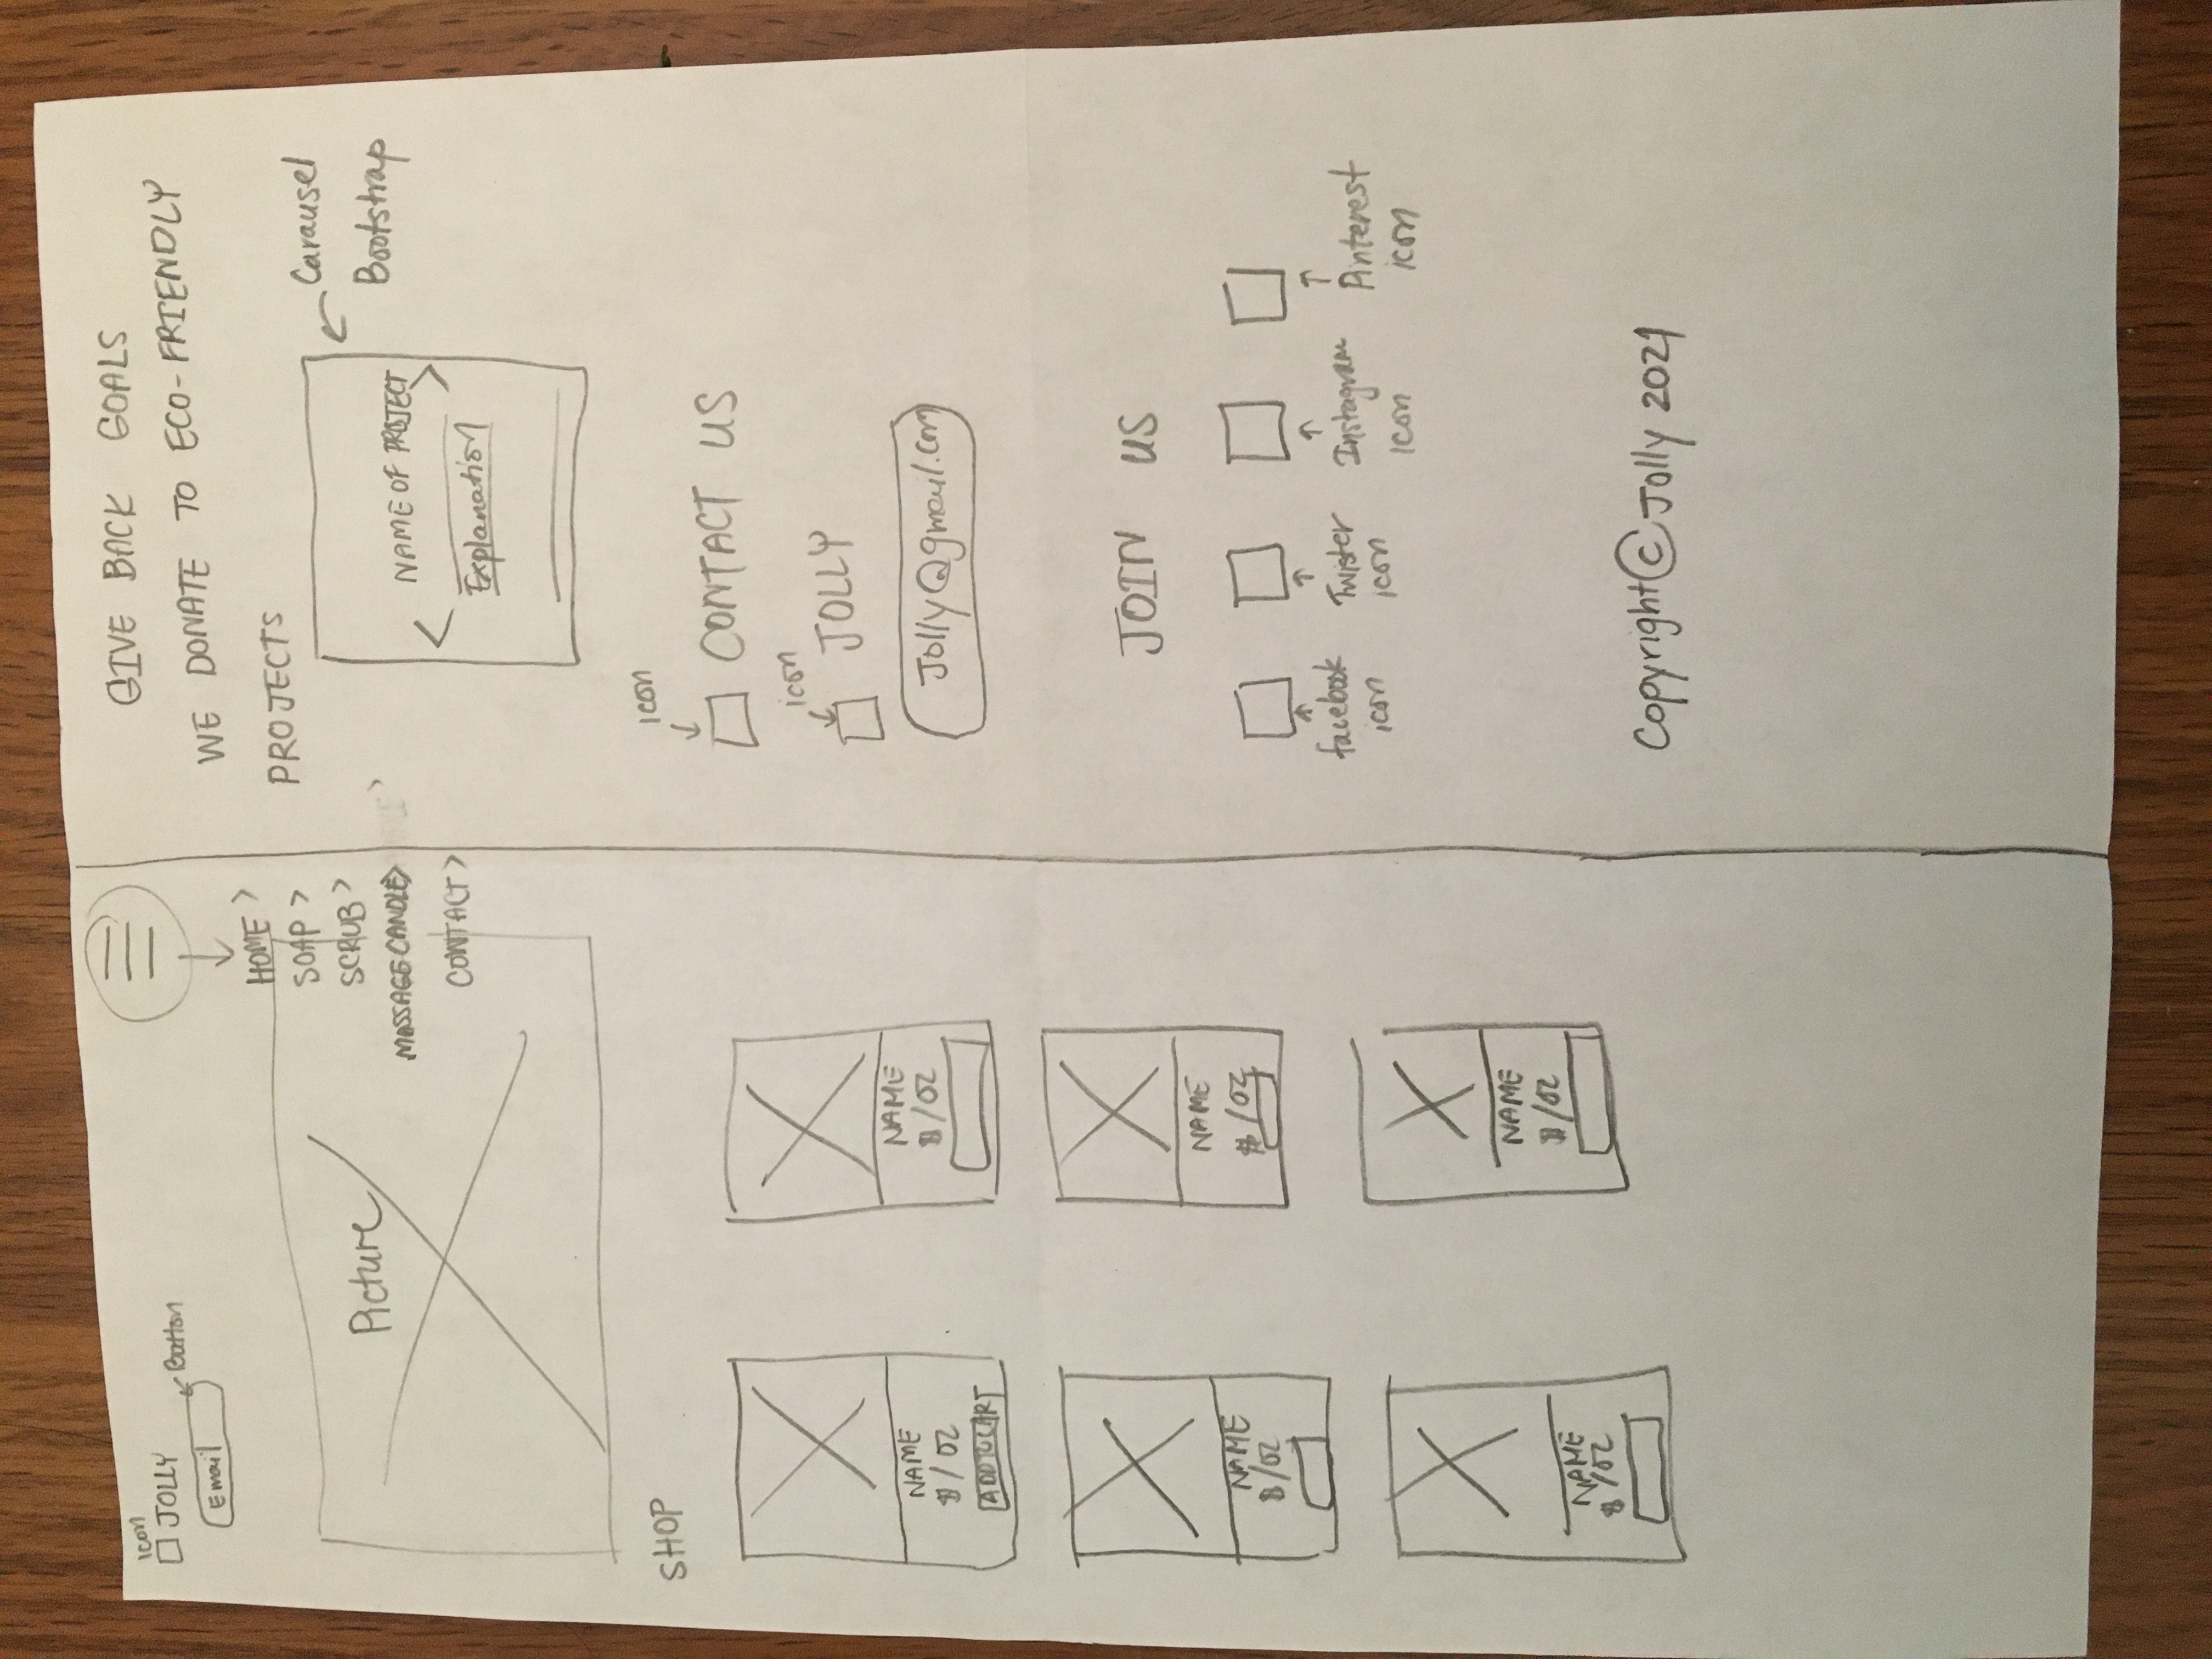 icon
JOLLY
Button
Email
HOME >
SOAP >
SCRUB >
MASSAGE CANDLE >
CONTACT >
Picture
SHOP
NAME
$/oz
ADD TO CART
NAME
$/oz
NAME
$/oz
NAME
$/oz
NAME
$/oz
NAME
$/oz
GIVE BACK GOALS
WE DONATE TO ECO-FRIENDLY
PROJECTS
Carausel
Bootstrap
NAME OF PROJECT
< >
Explanation
icon
CONTACT US
icon
JOLLY
Jolly@gmail.com
JOIN US
facebook
icon
Twister
icon
Instagram
icon
Pinterest
icon
Copyright © Jolly 2021